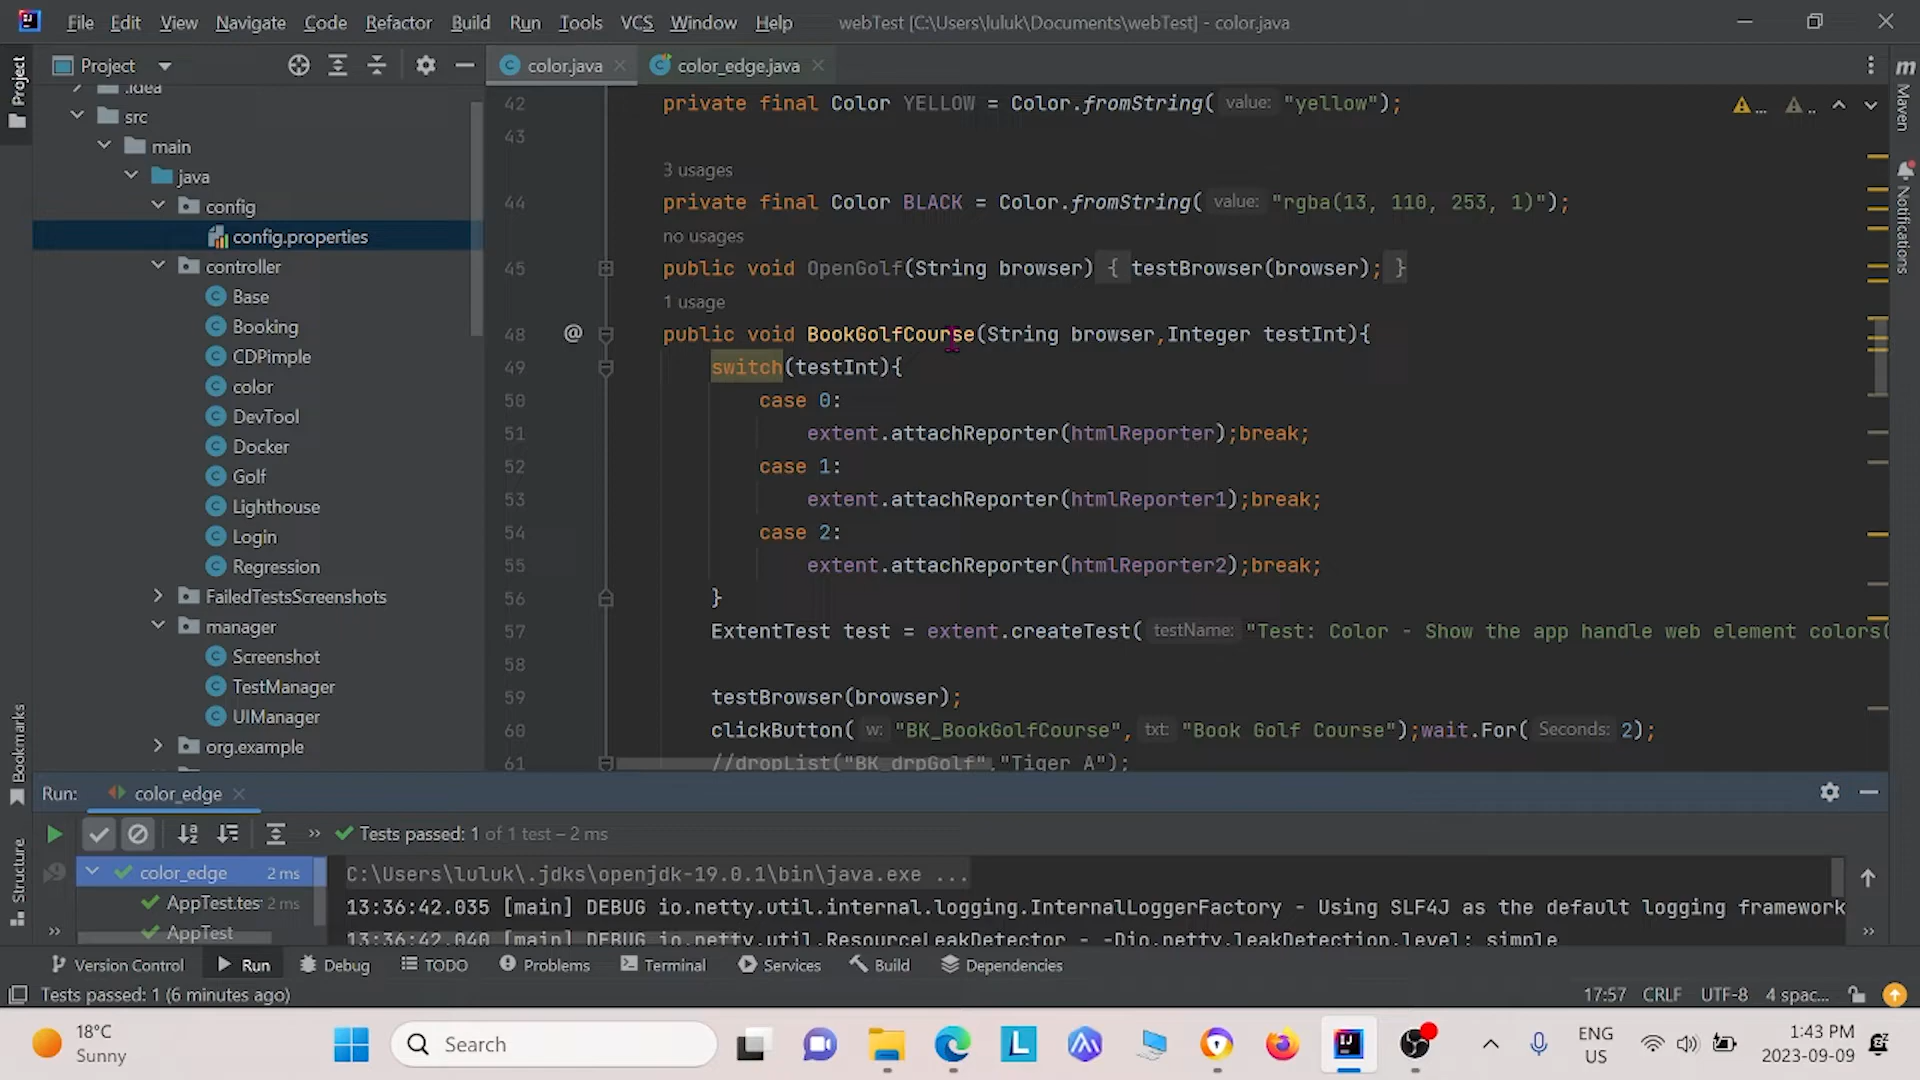 File Edit View Navigate Code Refactor Build Run Tools VCS Window Help webTest [C:\Users\luluk\Documents\webTest] - color.java
Project
color.java
color_edge.java
Project
Maven
Notifications
Bookmarks
Structure
.idea
src
main
java
config
config.properties
controller
Base
Booking
CDPimple
color
DevTool
Docker
Golf
Lighthouse
Login
Regression
FailedTestsScreenshots
manager
Screenshot
TestManager
UIManager
org.example
42 private final Color YELLOW = Color.fromString( value: "yellow");
43
3 usages
44 private final Color BLACK = Color.fromString( value: "rgba(13, 110, 253, 1)");
no usages
45 public void OpenGolf(String browser) { testBrowser(browser); }
1 usage
48 @ public void BookGolfCourse(String browser,Integer testInt){
49 switch(testInt){
50 case 0:
51 extent.attachReporter(htmlReporter);break;
52 case 1:
53 extent.attachReporter(htmlReporter1);break;
54 case 2:
55 extent.attachReporter(htmlReporter2);break;
56 }
57 ExtentTest test = extent.createTest( testName: "Test: Color - Show the app handle web element colors(
58
59 testBrowser(browser);
60 clickButton( w: "BK_BookGolfCourse", txt: "Book Golf Course");wait.For( Seconds: 2);
61 //dropList("BK_drpGolf","Tiger A");
Run: color_edge
Tests passed: 1 of 1 test – 2 ms
color_edge 2 ms
AppTest.tes 2 ms
AppTest
C:\Users\luluk\.jdks\openjdk-19.0.1\bin\java.exe ...
13:36:42.035 [main] DEBUG io.netty.util.internal.logging.InternalLoggerFactory - Using SLF4J as the default logging framework
13:36:42.040 [main] DEBUG io.netty.util.ResourceLeakDetector - -Dio.netty.leakDetection.level: simple
Version Control Run Debug TODO Problems Terminal Services Build Dependencies
Tests passed: 1 (6 minutes ago) 17:57 CRLF UTF-8 4 spac...
18°C
Sunny
Search
ENG
US
1:43 PM
2023-09-09